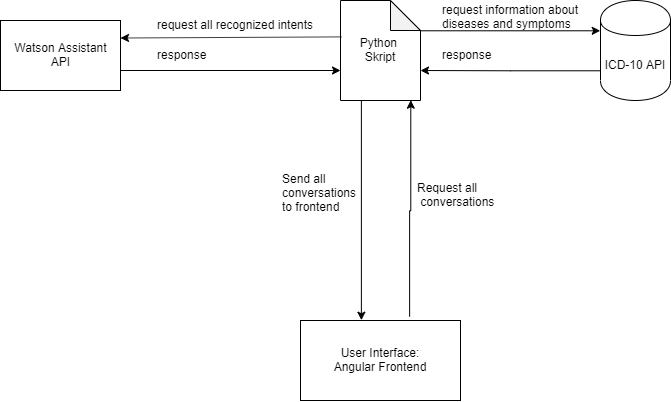 request all recognized intents
request information about
diseases and symptoms
Watson Assistant
API
response
Python
Skript
response
ICD-10 API
Send all
conversations
to frontend
Request all
conversations
User Interface:
Angular Frontend